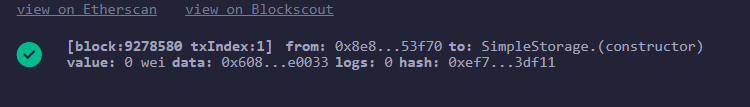 view on Etherscan view on Blockscout
[block:9278580 txIndex:1] from: 0x8e8...53f70 to: SimpleStorage.(constructor)
value: 0 wei data: 0x608...e0033 logs: 0 hash: 0xef7...3df11